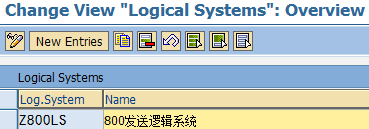 Change View "Logical Systems": Overview
New Entries
Logical Systems
Log.System Name
Z800LS 800发送逻辑系统